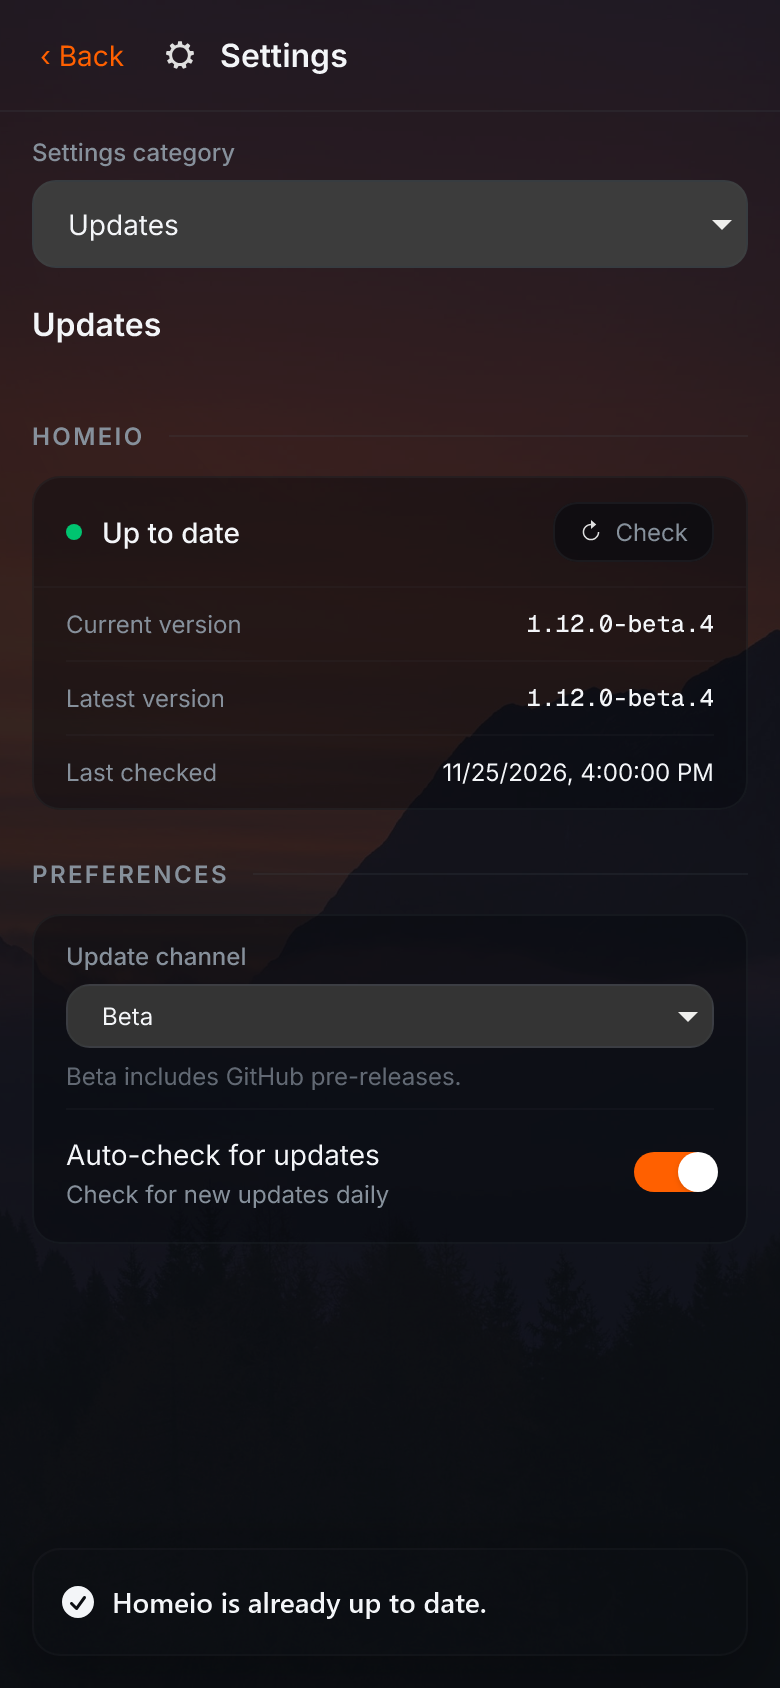 ‹ Back Settings
Settings category
Updates
Updates
HOMEIO
Up to date Check
Current version 1.12.0-beta.4
Latest version 1.12.0-beta.4
Last checked 11/25/2026, 4:00:00 PM
PREFERENCES
Update channel
Beta
Beta includes GitHub pre-releases.
Auto-check for updates
Check for new updates daily
Homeio is already up to date.